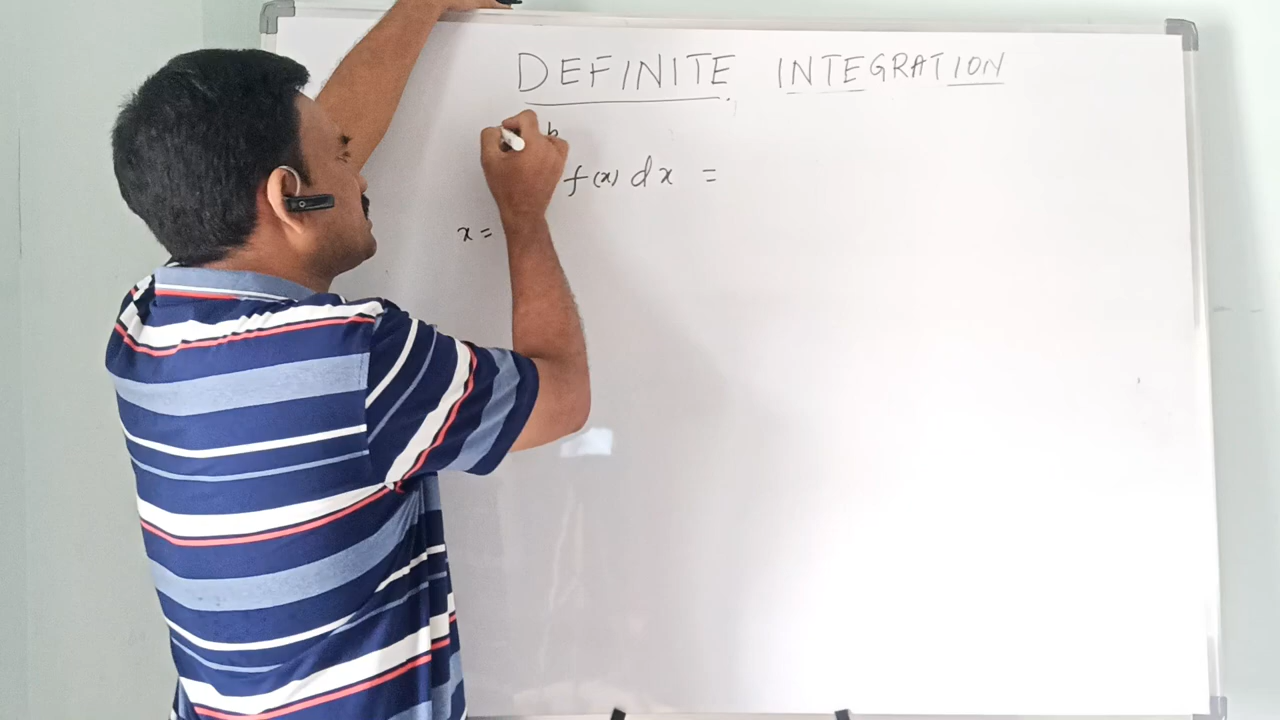 DEFINITE INTEGRATION
b
f(x) dx =
x =